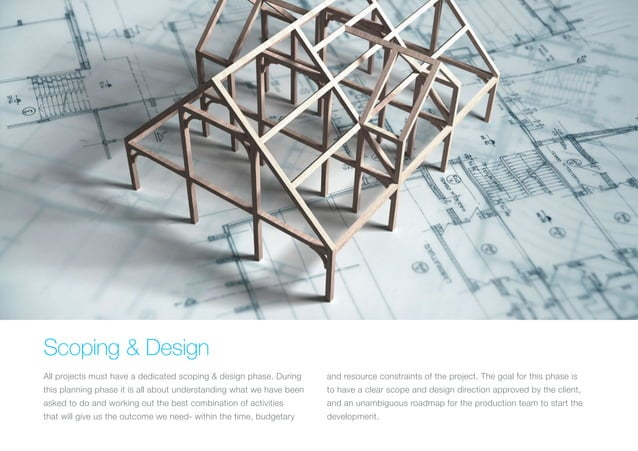 Scoping & Design
All projects must have a dedicated scoping & design phase. During
this planning phase it is all about understanding what we have been
asked to do and working out the best combination of activities
that will give us the outcome we need- within the time, budgetary
and resource constraints of the project. The goal for this phase is
to have a clear scope and design direction approved by the client,
and an unambiguous roadmap for the production team to start the
development.